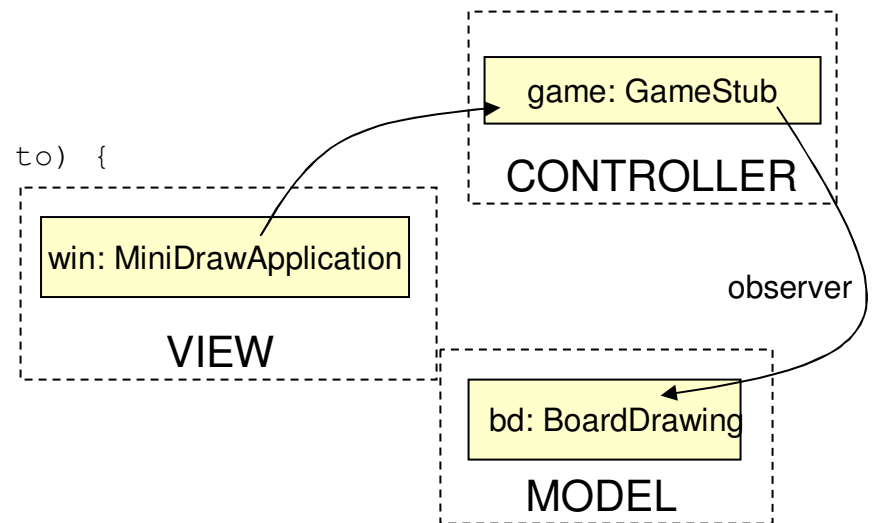 game: GameStub
CONTROLLER
to) {
win: MiniDrawApplication
VIEW
observer
bd: BoardDrawing
MODEL